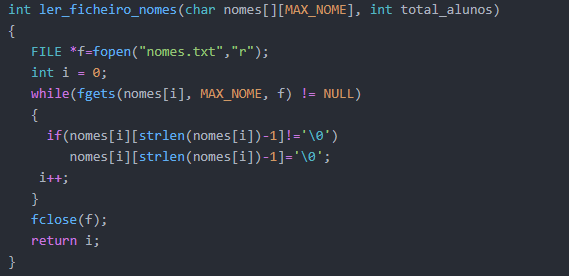 int ler_ficheiro_nomes(char nomes[][MAX_NOME], int total_alunos)
{
FILE *f=fopen("nomes.txt","r");
int i = 0;
while(fgets(nomes[i], MAX_NOME, f) != NULL)
{
if(nomes[i][strlen(nomes[i])-1]!='\0')
nomes[i][strlen(nomes[i])-1]='\0';
i++;
}
fclose(f);
return i;
}